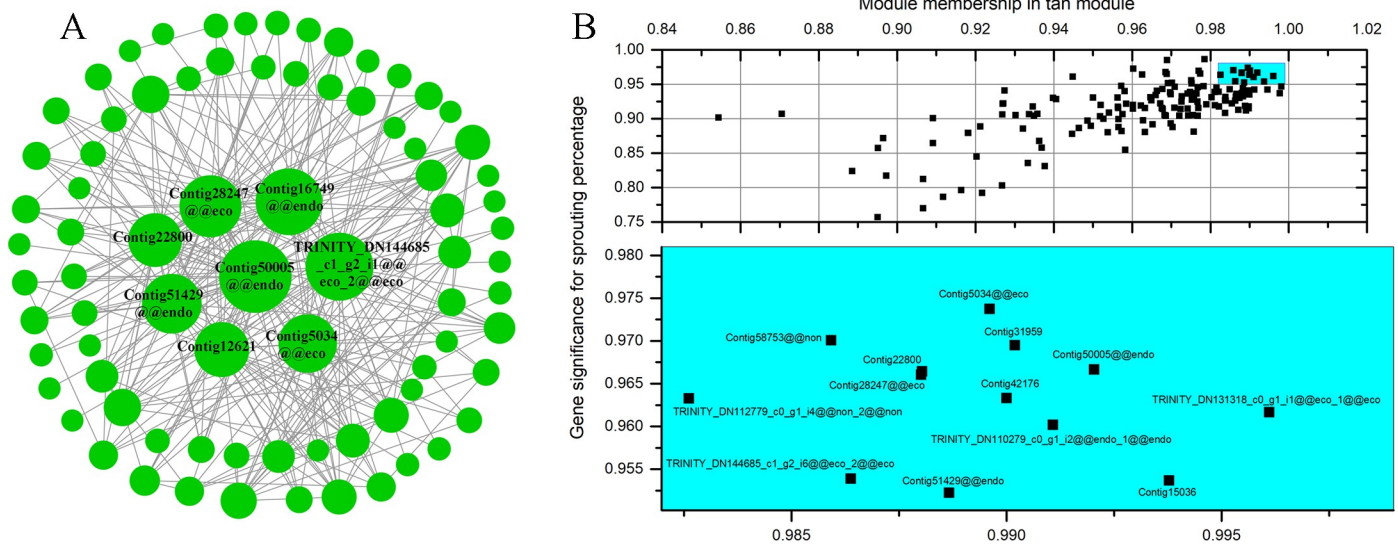 A
Contig28247
@@eco
Contig16749
@@endo
Contig22800
TRINITY_DN144685
_c1_g2_i1@@
eco_2@@eco
Contig50005
@@endo
Contig51429
@@endo
Contig12621
Contig5034
@@eco
B
Module membership in tan module
0.84 0.86 0.88 0.90 0.92 0.94 0.96 0.98 1.00 1.02
1.00
0.95
0.90
0.85
0.80
0.75
Gene significance for sprouting percentage
0.980
0.975
0.970
0.965
0.960
0.955
Contig5034@@eco
Contig58753@@non
Contig31959
Contig22800
Contig50005@@endo
Contig28247@@eco
Contig42176
TRINITY_DN131318_c0_g1_i1@@eco_1@@eco
TRINITY_DN112779_c0_g1_i4@@non_2@@non
TRINITY_DN110279_c0_g1_i2@@endo_1@@endo
TRINITY_DN144685_c1_g2_i6@@eco_2@@eco
Contig51429@@endo
Contig15036
0.985 0.990 0.995